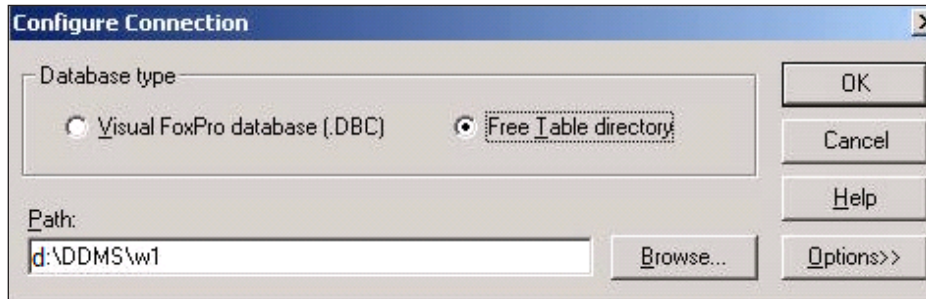 Configure Connection
Database type
Visual FoxPro database (.DBC) Free Table directory
OK
Cancel
Help
Path:
d:\DDMS\w1 Browse... Options>>